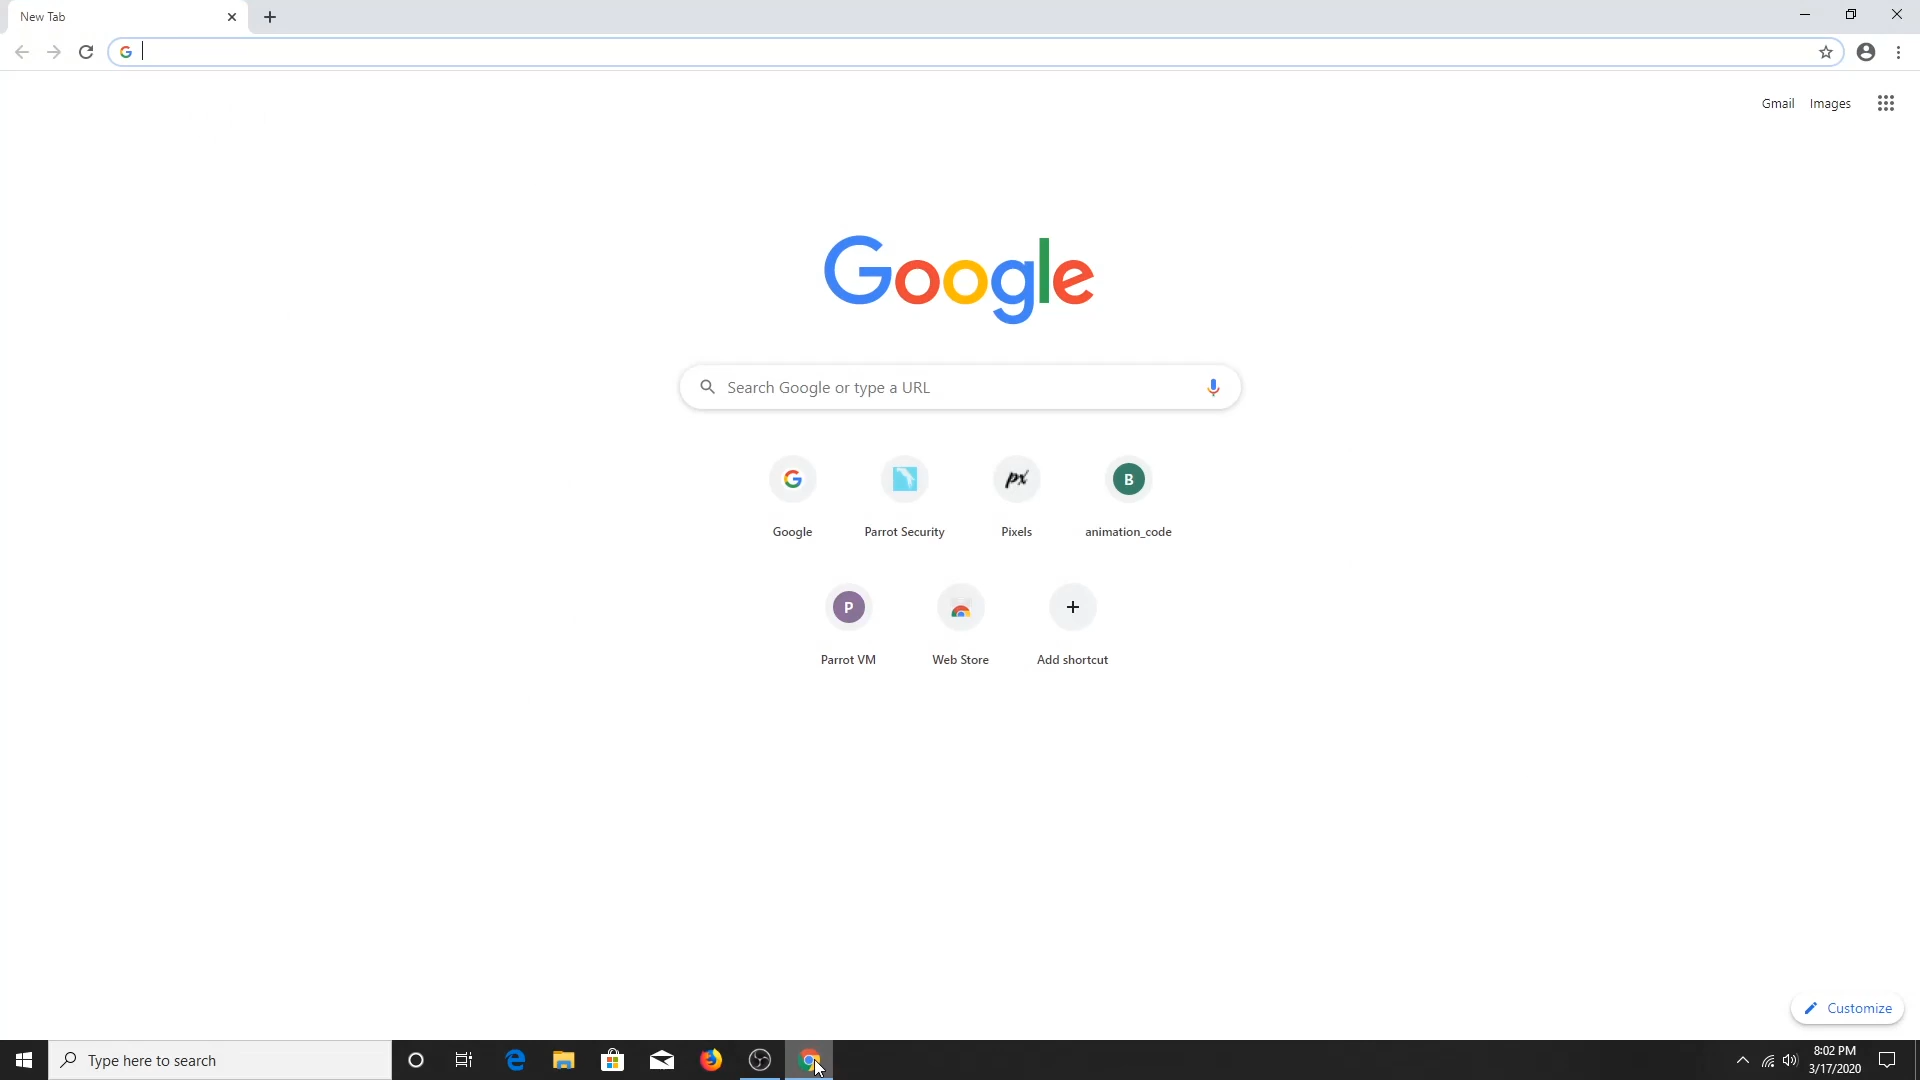 New Tab
Gmail Images
Google
Search Google or type a URL
Google Parrot Security Pixels animation_code
B
px
P
Parrot VM Web Store Add shortcut
Customize
Type here to search
8:02 PM
3/17/2020